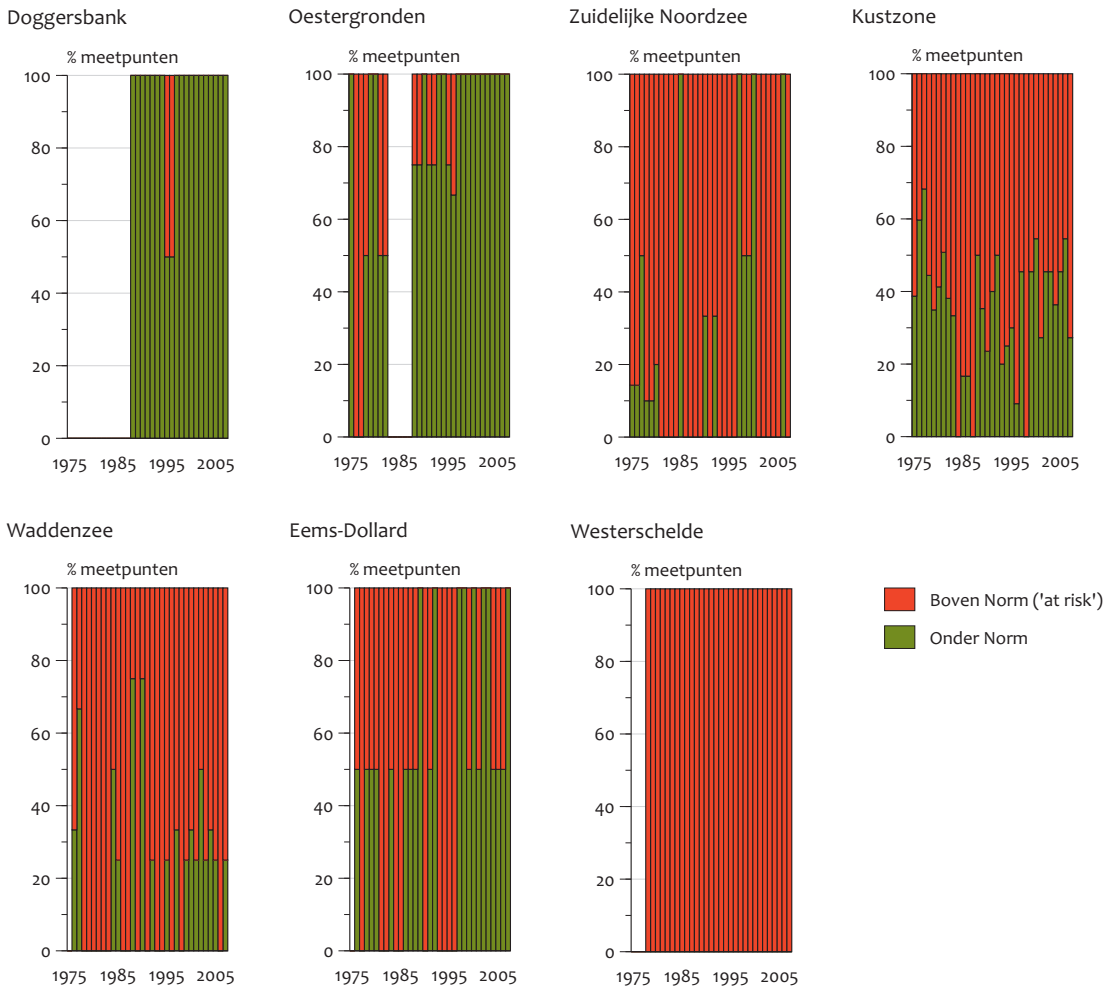 Doggersbank
% meetpunten
100
80
60
40
20
0
1975 1985 1995 2005
Oestergronden
% meetpunten
100
80
60
40
20
0
1975 1985 1995 2005
Zuidelijke Noordzee
% meetpunten
100
80
60
40
20
0
1975 1985 1995 2005
Kustzone
% meetpunten
100
80
60
40
20
0
1975 1985 1995 2005
Waddenzee
% meetpunten
100
80
60
40
20
0
1975 1985 1995 2005
Eems-Dollard
% meetpunten
100
80
60
40
20
0
1975 1985 1995 2005
Westerschelde
% meetpunten
100
80
60
40
20
0
1975 1985 1995 2005
Boven Norm ('at risk')
Onder Norm